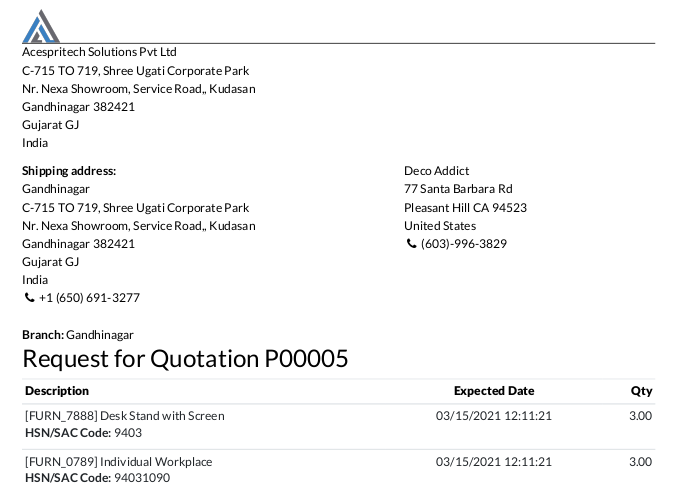 Acespritech Solutions Pvt Ltd
C-715 TO 719, Shree Ugati Corporate Park
Nr. Nexa Showroom, Service Road,, Kudasan
Gandhinagar 382421
Gujarat GJ
India
Shipping address:
Gandhinagar
C-715 TO 719, Shree Ugati Corporate Park
Nr. Nexa Showroom, Service Road,, Kudasan
Gandhinagar 382421
Gujarat GJ
India
+1 (650) 691-3277
Deco Addict
77 Santa Barbara Rd
Pleasant Hill CA 94523
United States
(603)-996-3829
Branch: Gandhinagar
Request for Quotation P00005
Description Expected Date Qty
[FURN_7888] Desk Stand with Screen 03/15/2021 12:11:21 3.00
HSN/SAC Code: 9403
[FURN_0789] Individual Workplace 03/15/2021 12:11:21 3.00
HSN/SAC Code: 94031090